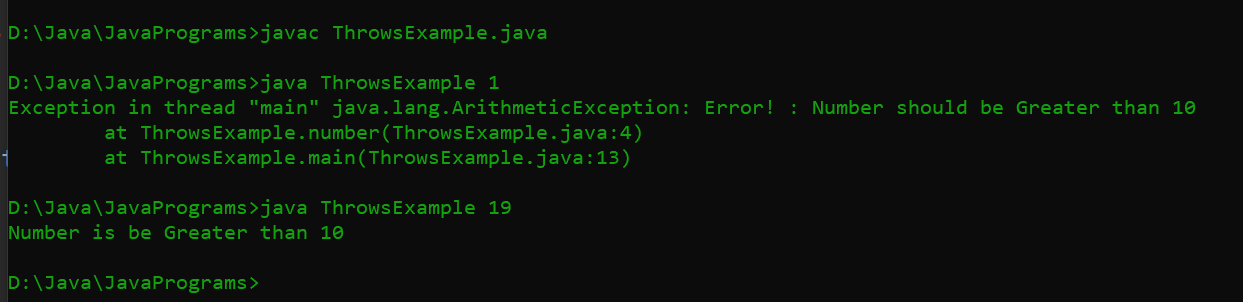 D:\Java\JavaPrograms>javac ThrowsExample.java
D:\Java\JavaPrograms>java ThrowsExample 1
Exception in thread "main" java.lang.ArithmeticException: Error! : Number should be Greater than 10
at ThrowsExample.number(ThrowsExample.java:4)
at ThrowsExample.main(ThrowsExample.java:13)
D:\Java\JavaPrograms>java ThrowsExample 19
Number is be Greater than 10
D:\Java\JavaPrograms>